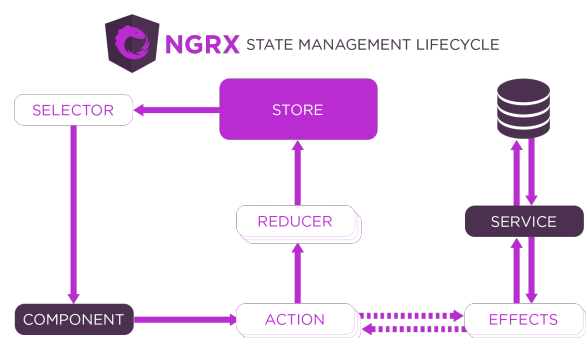 NGRX STATE MANAGEMENT LIFECYCLE
SELECTOR
STORE
REDUCER
SERVICE
COMPONENT
ACTION
EFFECTS